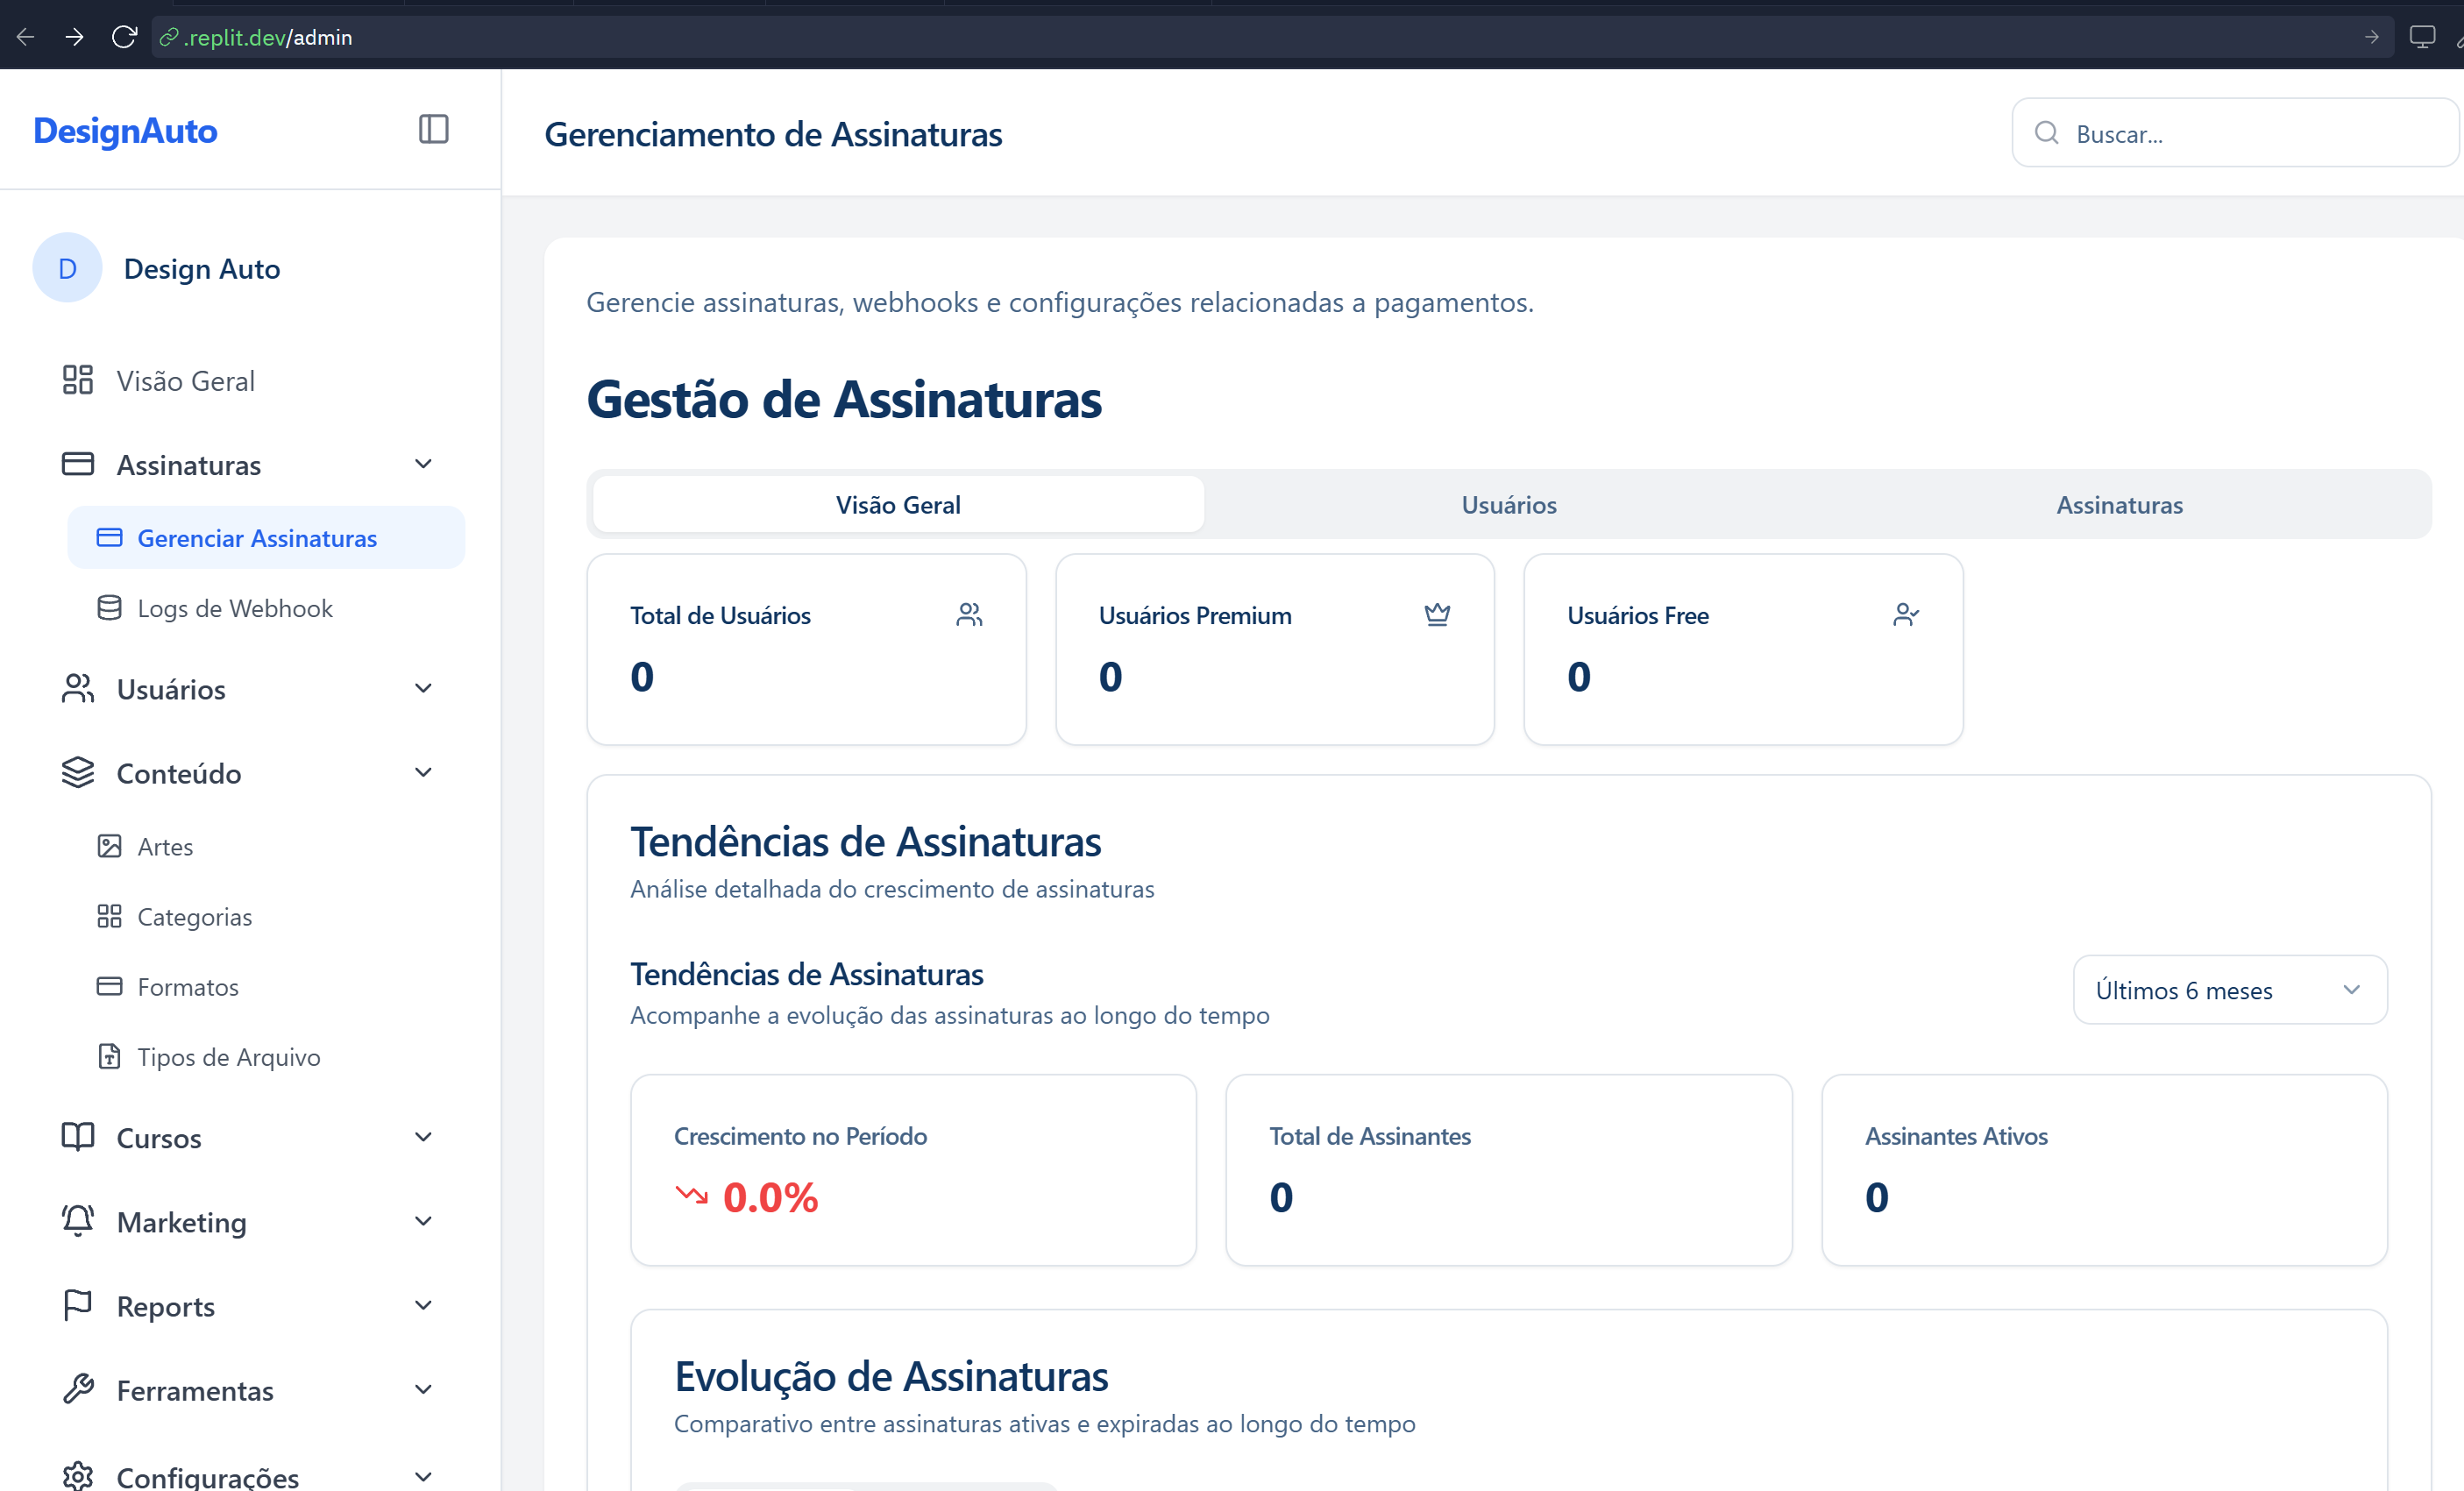 .replit.dev/admin
DesignAuto
Gerenciamento de Assinaturas
Buscar...
D
Design Auto
Visão Geral
Assinaturas
Gerenciar Assinaturas
Logs de Webhook
Usuários
Conteúdo
Artes
Categorias
Formatos
Tipos de Arquivo
Cursos
Marketing
Reports
Ferramentas
Configurações
Gerencie assinaturas, webhooks e configurações relacionadas a pagamentos.
Gestão de Assinaturas
Visão Geral
Usuários
Assinaturas
Total de Usuários
0
Usuários Premium
0
Usuários Free
0
Tendências de Assinaturas
Análise detalhada do crescimento de assinaturas
Tendências de Assinaturas
Acompanhe a evolução das assinaturas ao longo do tempo
Últimos 6 meses
Crescimento no Período
0.0%
Total de Assinantes
0
Assinantes Ativos
0
Evolução de Assinaturas
Comparativo entre assinaturas ativas e expiradas ao longo do tempo